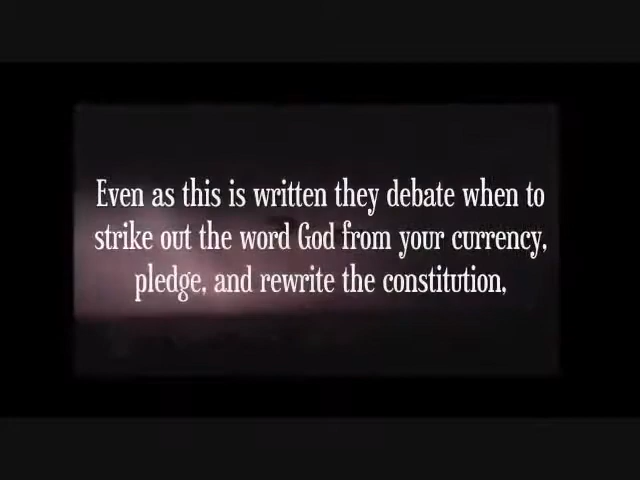 Even as this is written they debate when to
strike out the word God from your currency,
pledge, and rewrite the constitution,